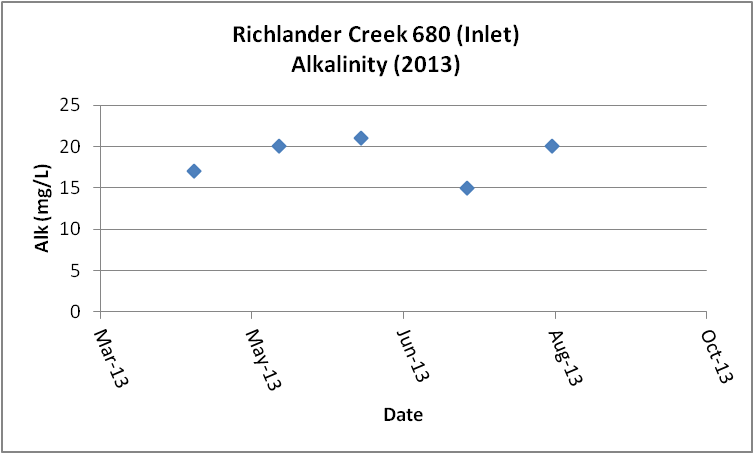 Richlander Creek 680 (Inlet)
Alkalinity (2013)
25
20
15
10
5
0
Alk (mg/L)
Mar-13
May-13
Jun-13
Aug-13
Oct-13
Date